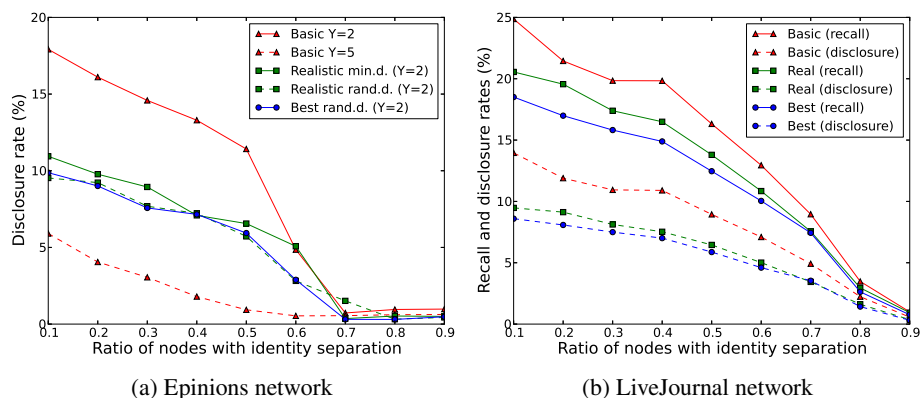 20
15
10
5
0
0.1 0.2 0.3 0.4 0.5 0.6 0.7 0.8 0.9
Disclosure rate (%)
Ratio of nodes with identity separation
Basic Y=2
Basic Y=5
Realistic min.d. (Y=2)
Realistic rand.d. (Y=2)
Best rand.d. (Y=2)
(a) Epinions network
25
20
15
10
5
0
0.1 0.2 0.3 0.4 0.5 0.6 0.7 0.8 0.9
Recall and disclosure rates (%)
Ratio of nodes with identity separation
Basic (recall)
Basic (disclosure)
Real (recall)
Real (disclosure)
Best (recall)
Best (disclosure)
(b) LiveJournal network